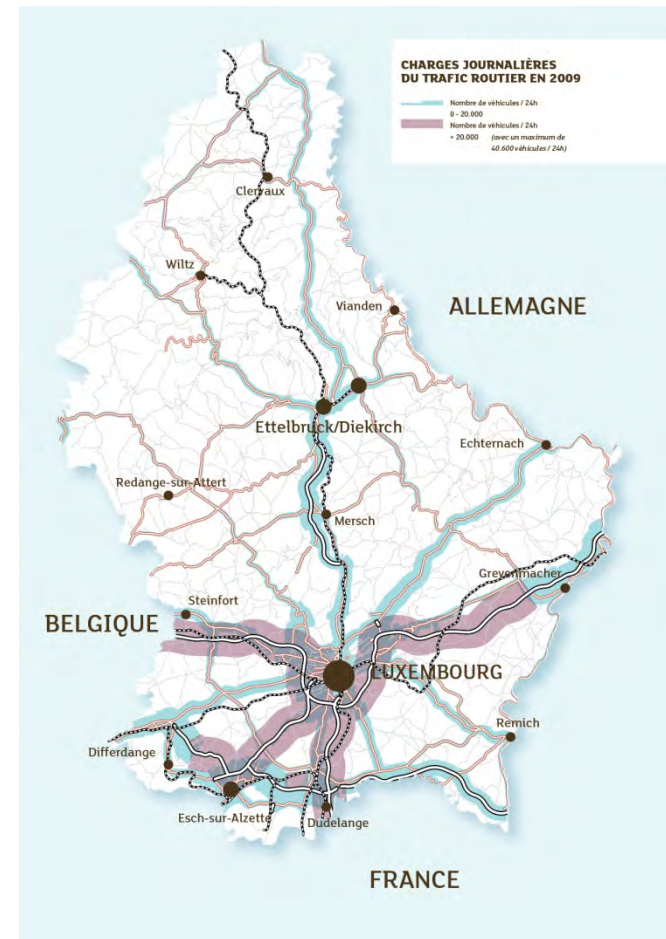 CHARGES JOURNALIÈRES
DU TRAFIC ROUTIER EN 2009
Nombre de véhicules / 24h
0 - 20.000
Nombre de véhicules / 24h
> 20.000 (avec un maximum de
40.600 véhicules / 24h)
Clervaux
Wiltz
Vianden
ALLEMAGNE
Ettelbruck/Diekirch
Echternach
Redange-sur-Attert
Mersch
Grevenmacher
Steinfort
BELGIQUE
LUXEMBOURG
Remich
Differdange
Esch-sur-Alzette
Dudelange
FRANCE